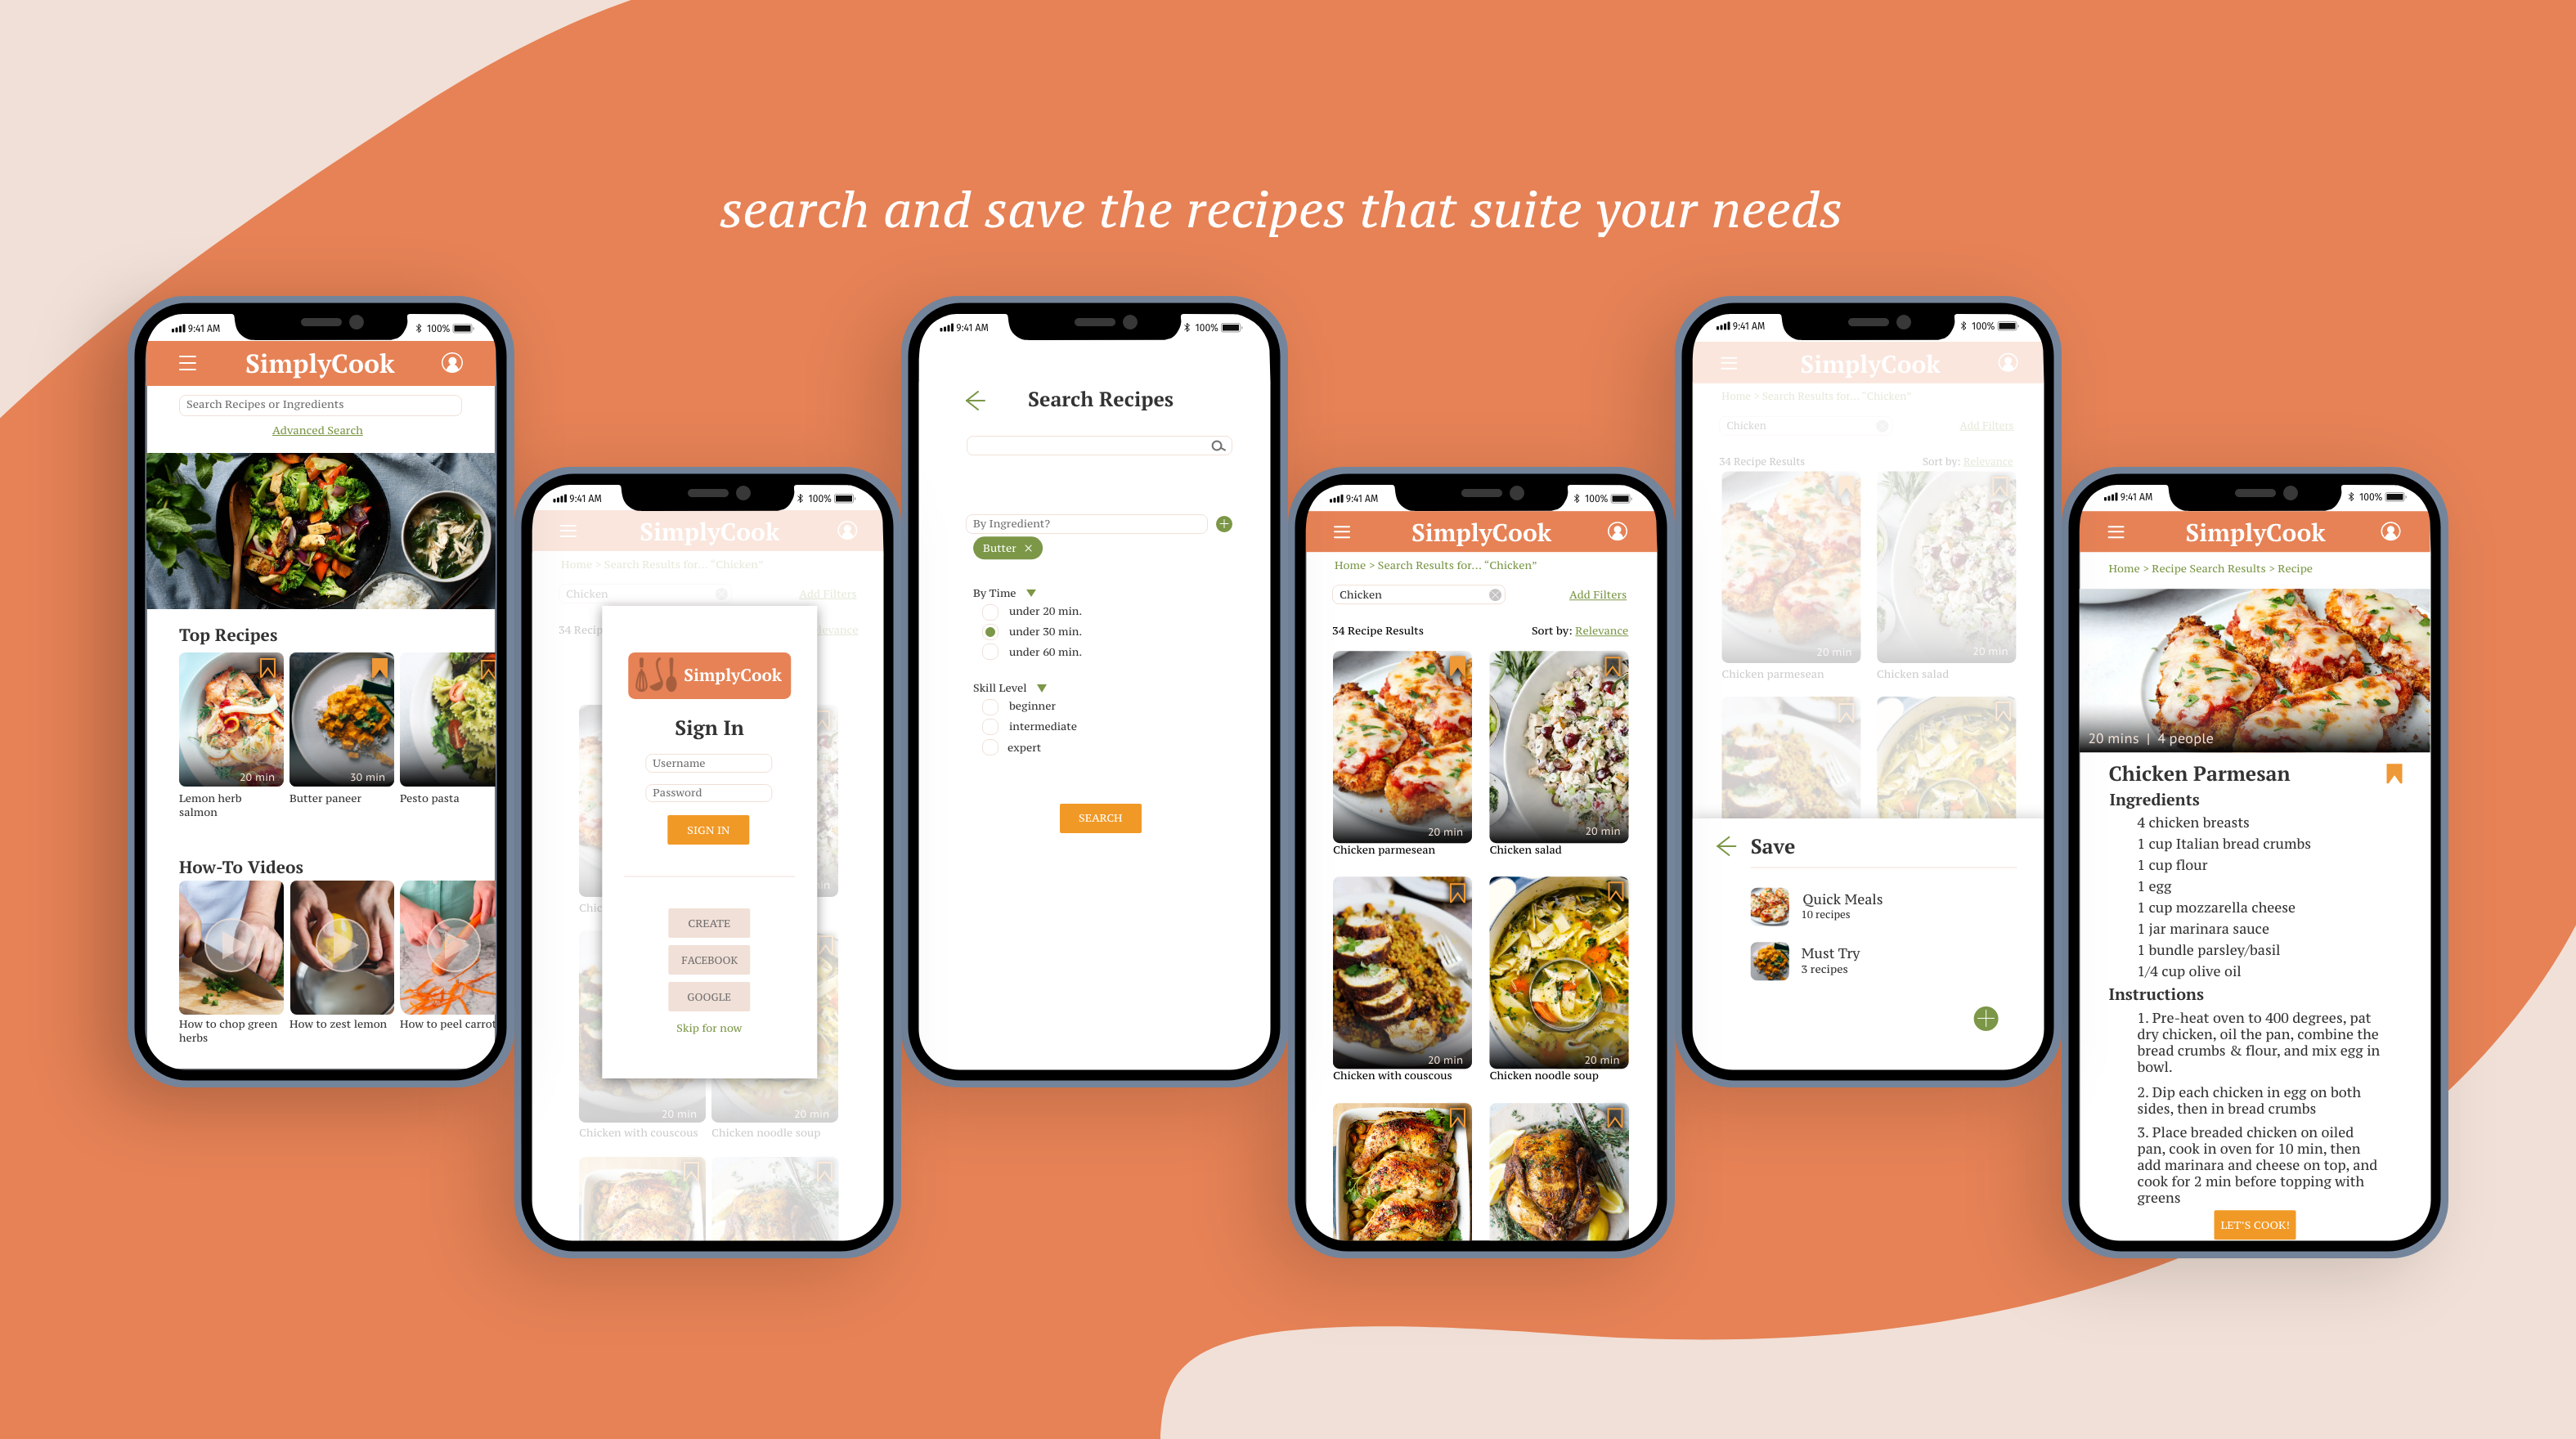 search and save the recipes that suite your needs
9:41 AM
100%
SimplyCook
Search Recipes or Ingredients
Advanced Search
Top Recipes
20 min
30 min
Lemon herb
salmon
Butter paneer
Pesto pasta
How-To Videos
How to chop green
herbs
How to zest lemon
How to peel carrot
9:41 AM
100%
SimplyCook
Home > Search Results for... “Chicken”
Chicken
Add Filters
34 Recip
evance
SimplyCook
Sign In
Username
Password
SIGN IN
CREATE
FACEBOOK
GOOGLE
Skip for now
Chic
in
20 min
20 min
Chicken with couscous
Chicken noodle soup
9:41 AM
100%
Search Recipes
By Ingredient?
Butter
By Time
under 20 min.
under 30 min.
under 60 min.
Skill Level
beginner
intermediate
expert
SEARCH
9:41 AM
100%
SimplyCook
Home > Search Results for... “Chicken”
Chicken
Add Filters
34 Recipe Results
Sort by: Relevance
20 min
20 min
Chicken parmesean
Chicken salad
20 min
20 min
Chicken with couscous
Chicken noodle soup
9:41 AM
100%
SimplyCook
Home > Search Results for... “Chicken”
Chicken
Add Filters
34 Recipe Results
Sort by: Relevance
20 min
20 min
Chicken parmesean
Chicken salad
Save
Quick Meals
10 recipes
Must Try
3 recipes
9:41 AM
100%
SimplyCook
Home > Recipe Search Results > Recipe
20 mins | 4 people
Chicken Parmesan
Ingredients
4 chicken breasts
1 cup Italian bread crumbs
1 cup flour
1 egg
1 cup mozzarella cheese
1 jar marinara sauce
1 bundle parsley/basil
1/4 cup olive oil
Instructions
1. Pre-heat oven to 400 degrees, pat
dry chicken, oil the pan, combine the
bread crumbs & flour, and mix egg in
bowl.
2. Dip each chicken in egg on both
sides, then in bread crumbs
3. Place breaded chicken on oiled
pan, cook in oven for 10 min, then
add marinara and cheese on top, and
cook for 2 min before topping with
greens
LET'S COOK!